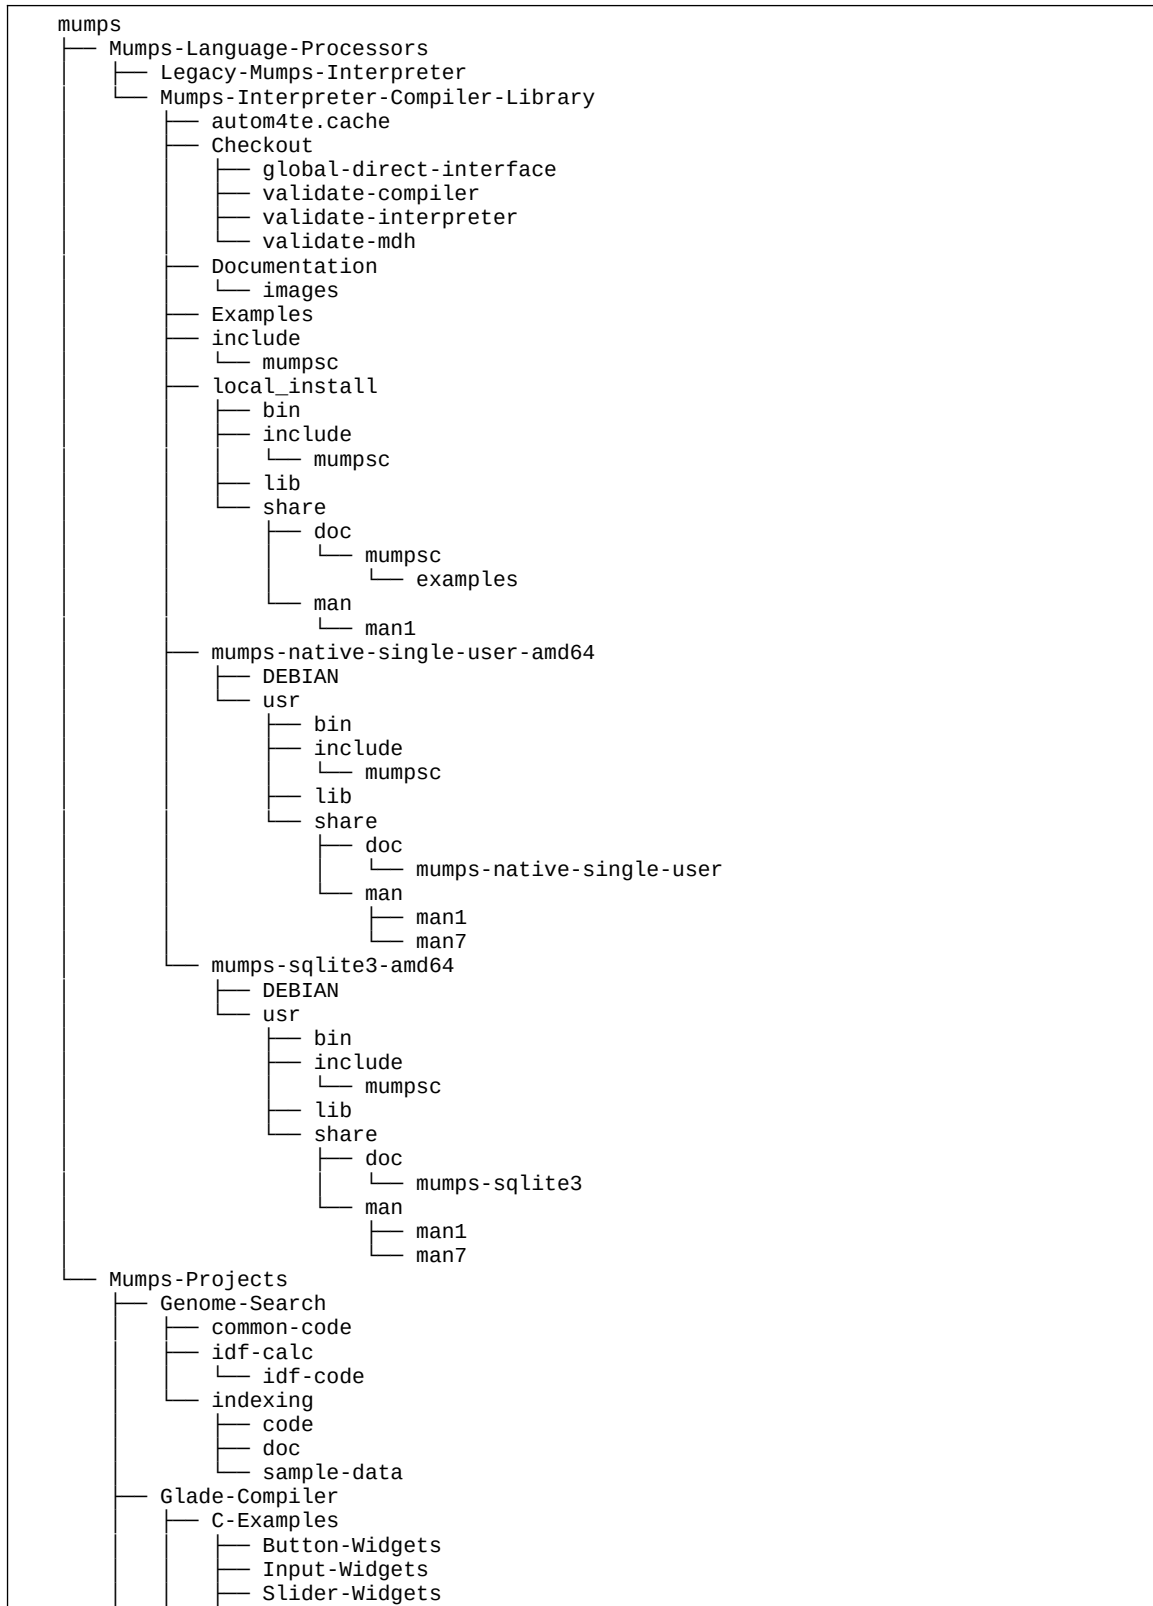 mumps
├── Mumps-Language-Processors
│   ├── Legacy-Mumps-Interpreter
│   └── Mumps-Interpreter-Compiler-Library
│       ├── autom4te.cache
│       ├── Checkout
│       │   ├── global-direct-interface
│       │   ├── validate-compiler
│       │   ├── validate-interpreter
│       │   └── validate-mdh
│       ├── Documentation
│       │   └── images
│       ├── Examples
│       ├── include
│       │   └── mumpsc
│       ├── local_install
│       │   ├── bin
│       │   ├── include
│       │   │   └── mumpsc
│       │   ├── lib
│       │   └── share
│       │       ├── doc
│       │       │   └── mumpsc
│       │       │       └── examples
│       │       └── man
│       │           └── man1
│       ├── mumps-native-single-user-amd64
│       │   ├── DEBIAN
│       │   └── usr
│       │       ├── bin
│       │       ├── include
│       │       │   └── mumpsc
│       │       ├── lib
│       │       └── share
│       │           ├── doc
│       │           │   └── mumps-native-single-user
│       │           └── man
│       │               ├── man1
│       │               └── man7
│       └── mumps-sqlite3-amd64
│           ├── DEBIAN
│           └── usr
│               ├── bin
│               ├── include
│               │   └── mumpsc
│               ├── lib
│               └── share
│                   ├── doc
│                   │   └── mumps-sqlite3
│                   └── man
│                       ├── man1
│                       └── man7
└── Mumps-Projects
    ├── Genome-Search
    │   ├── common-code
    │   ├── idf-calc
    │   │   └── idf-code
    │   └── indexing
    │       ├── code
    │       ├── doc
    │       └── sample-data
    ├── Glade-Compiler
    │   ├── C-Examples
    │   │   ├── Button-Widgets
    │   │   ├── Input-Widgets
    │   │   ├── Slider-Widgets